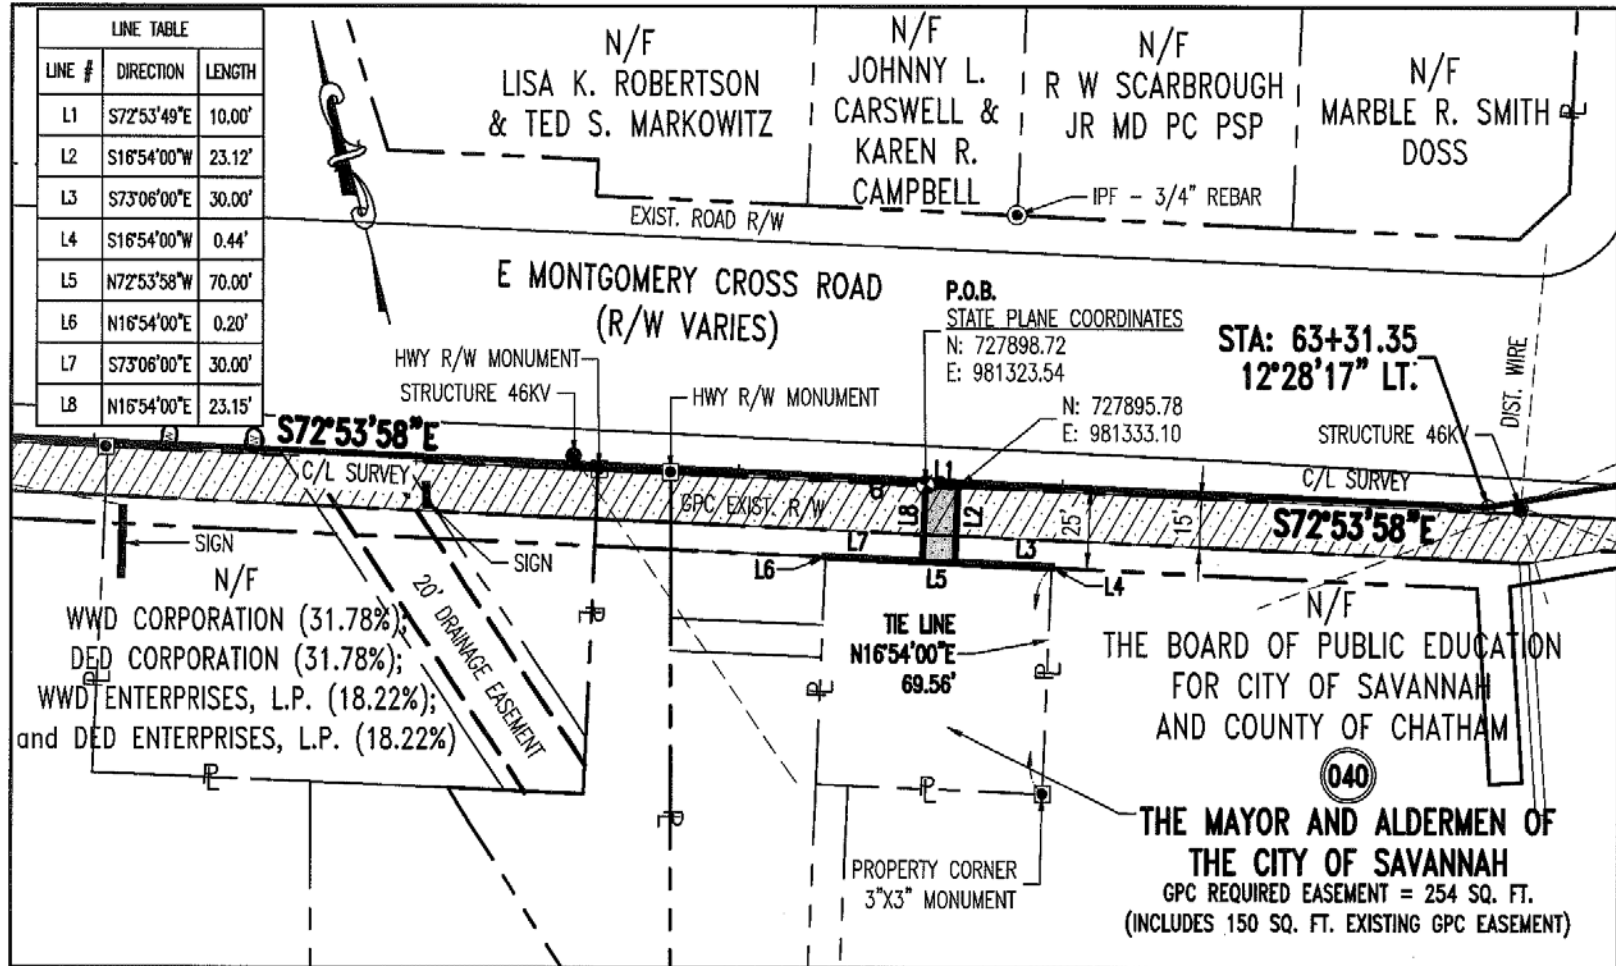 LINE TABLE
LINE # DIRECTION LENGTH
L1 S72°53'49"E 10.00'
L2 S16°54'00"W 23.12'
L3 S73°06'00"E 30.00'
L4 S16°54'00"W 0.44'
L5 N72°53'58"W 70.00'
L6 N16°54'00"E 0.20'
L7 S73°06'00"E 30.00'
L8 N16°54'00"E 23.15'
N/F
LISA K. ROBERTSON
& TED S. MARKOWITZ
N/F
JOHNNY L.
CARSWELL &
KAREN R.
CAMPBELL
N/F
R W SCARBROUGH
JR MD PC PSP
N/F
MARBLE R. SMITH
DOSS
PL
IPF - 3/4" REBAR
EXIST. ROAD R/W
E MONTGOMERY CROSS ROAD
(R/W VARIES)
P.O.B.
STATE PLANE COORDINATES
N: 727898.72
E: 981323.54
N: 727895.78
E: 981333.10
STA: 63+31.35
12°28'17" LT.
DIST. WIRE
HWY R/W MONUMENT
STRUCTURE 46KV
HWY R/W MONUMENT
STRUCTURE 46KV
S72°53'58"E
C/L SURVEY
GPC EXIST. R/W
L1
L8
L2
25'
15'
C/L SURVEY
S72°53'58"E
L7
L3
L6
L5
L4
SIGN
SIGN
N/F
WWD CORPORATION (31.78%);
DED CORPORATION (31.78%);
WWD ENTERPRISES, L.P. (18.22%);
and DED ENTERPRISES, L.P. (18.22%)
20' DRAINAGE EASEMENT
PL
PL
PL
PL
PL
PL
PL
TIE LINE
N16°54'00"E
69.56'
N/F
THE BOARD OF PUBLIC EDUCATION
FOR CITY OF SAVANNAH
AND COUNTY OF CHATHAM
040
THE MAYOR AND ALDERMEN OF
THE CITY OF SAVANNAH
GPC REQUIRED EASEMENT = 254 SQ. FT.
(INCLUDES 150 SQ. FT. EXISTING GPC EASEMENT)
PROPERTY CORNER
3"X3" MONUMENT